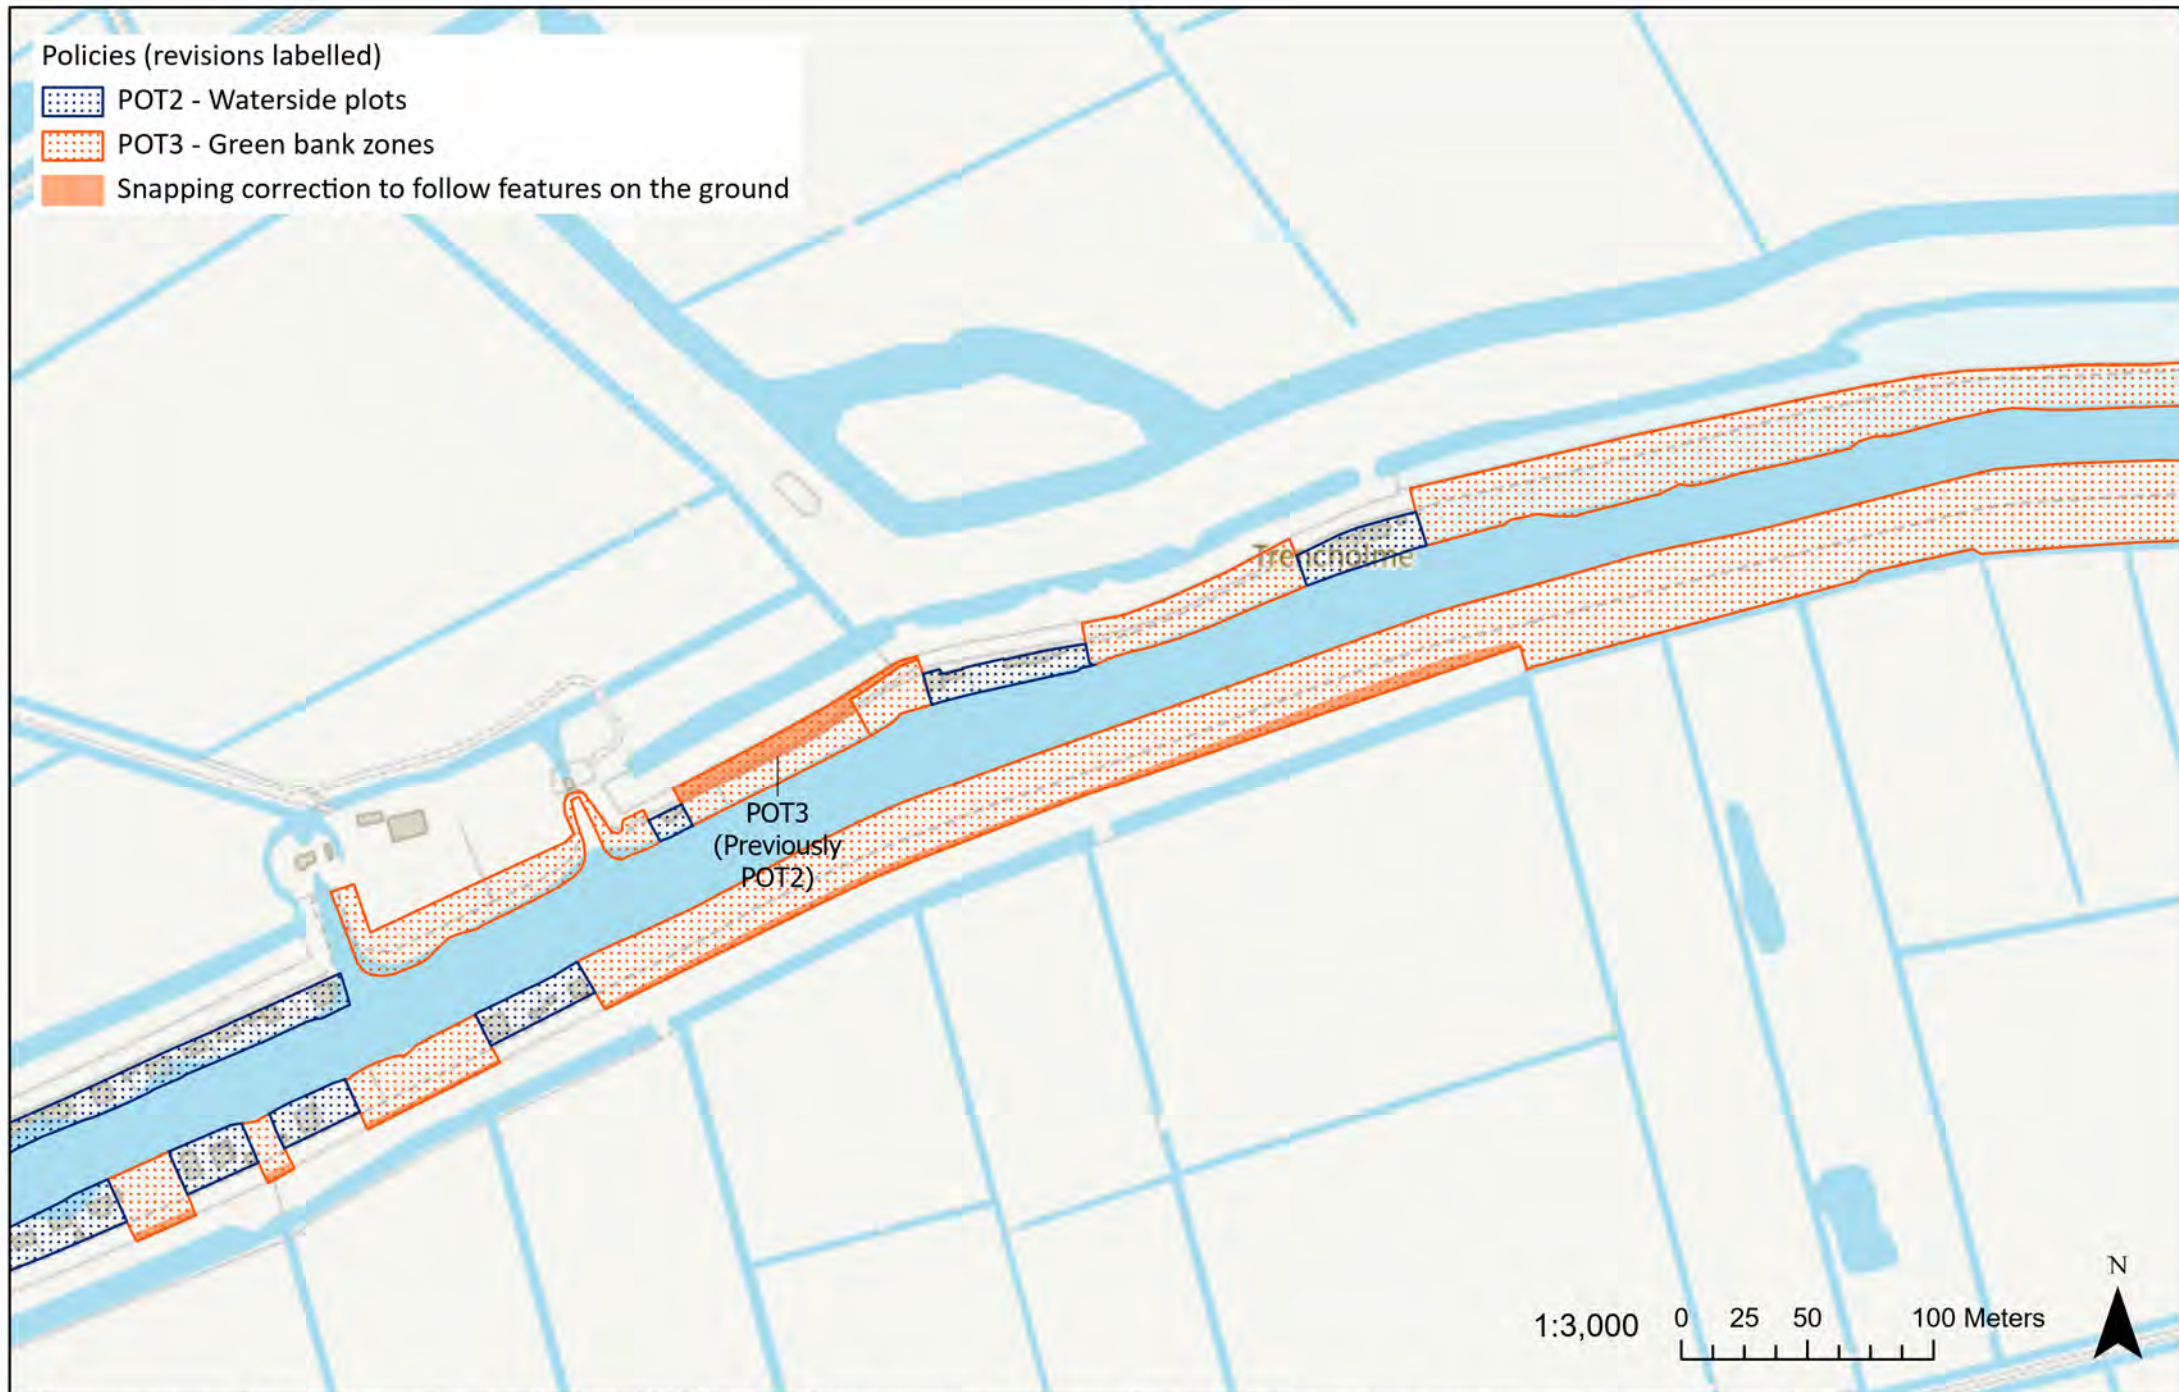 Policies (revisions labelled)
POT2 - Waterside plots
POT3 - Green bank zones
Snapping correction to follow features on the ground
Trencholme
POT3
(Previously
POT2)
N
1:3,000
0 25 50 100 Meters